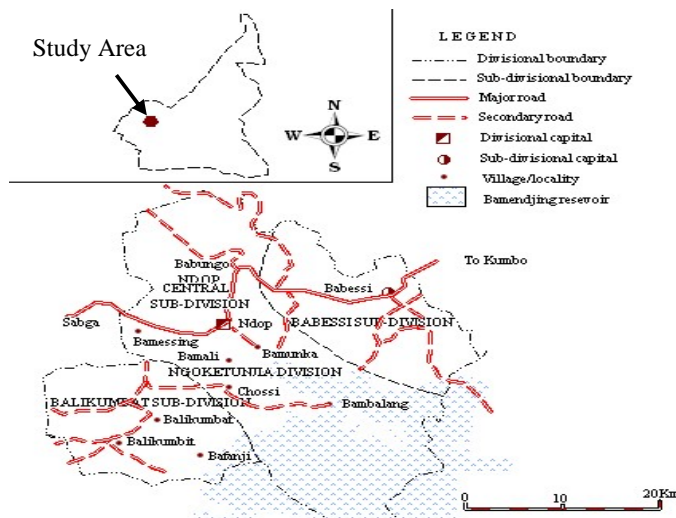 Study Area
N
W E
S
LEGEND
Divisional boundary
Sub-divisional boundary
Major road
Secondary road
Divisional capital
Sub-divisional capital
Village/locality
Bamendjing resevoir
To Kumbo
Babungo
NDOP
CENTRAL
SUB-DIVISION
Babessi
Sabga
Ndop
BABESSI SUB-DIVISION
Bamessing
Bamunka
Bamali
NGOKETUNJIA DIVISION
Chossi
BALIKUMBAT SUB-DIVISION
Bambalang
Balikumbat
Balikumbit
Bafanji
0 10 20Km